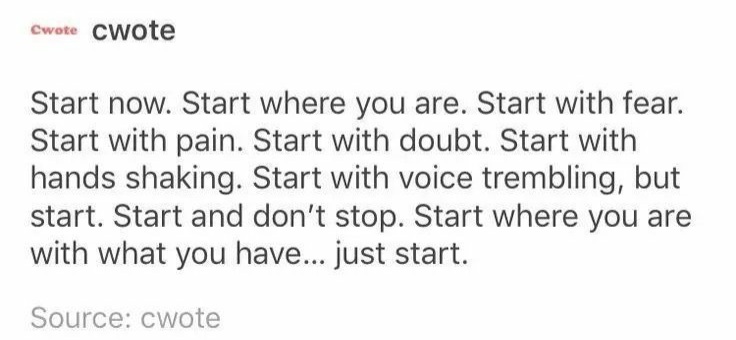 Cwote cwote
Start now. Start where you are. Start with fear.
Start with pain. Start with doubt. Start with
hands shaking. Start with voice trembling, but
start. Start and don’t stop. Start where you are
with what you have... just start.
Source: cwote